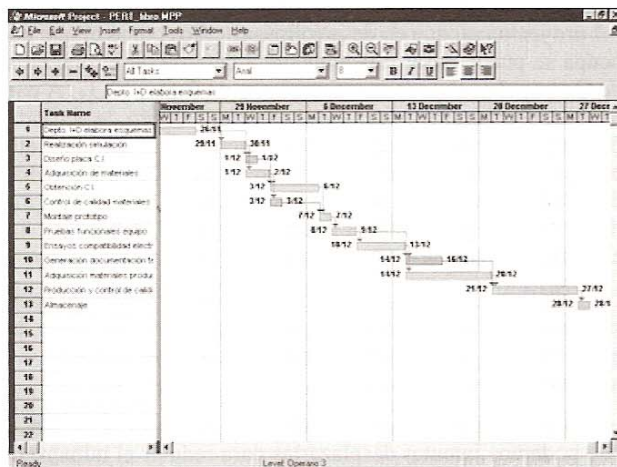 Microsoft Project - PERT_libro.MPP
File Edit View Insert Format Tools Window Help
All Tasks Arial 8 B I U
Depto. I+D elabora esquemas
Task Name
November 29 November 6 December 13 December 20 December 27 Decem
W T F S S M T W T F S S M T W T F S S M T W T F S S M T W T F S S M T W T
1 Depto. I+D elabora esquemas 26/11
2 Realización simulación 29/11 30/11
3 Diseño placa C.I. 1/12 1/12
4 Adquisición de materiales 1/12 2/12
5 Obtención C.I. 3/12 6/12
6 Control de calidad materiales 3/12 3/12
7 Montaje prototipo 7/12 7/12
8 Pruebas funcionales equipo 8/12 9/12
9 Ensayos compatibilidad electr 10/12 13/12
10 Generación documentación té 14/12 16/12
11 Adquisición materiales produ 14/12 20/12
12 Producción y control de calid 21/12 27/12
13 Almacenaje 28/12 28/1
14
15
16
17
18
19
20
21
22
Ready Level: Operario 3